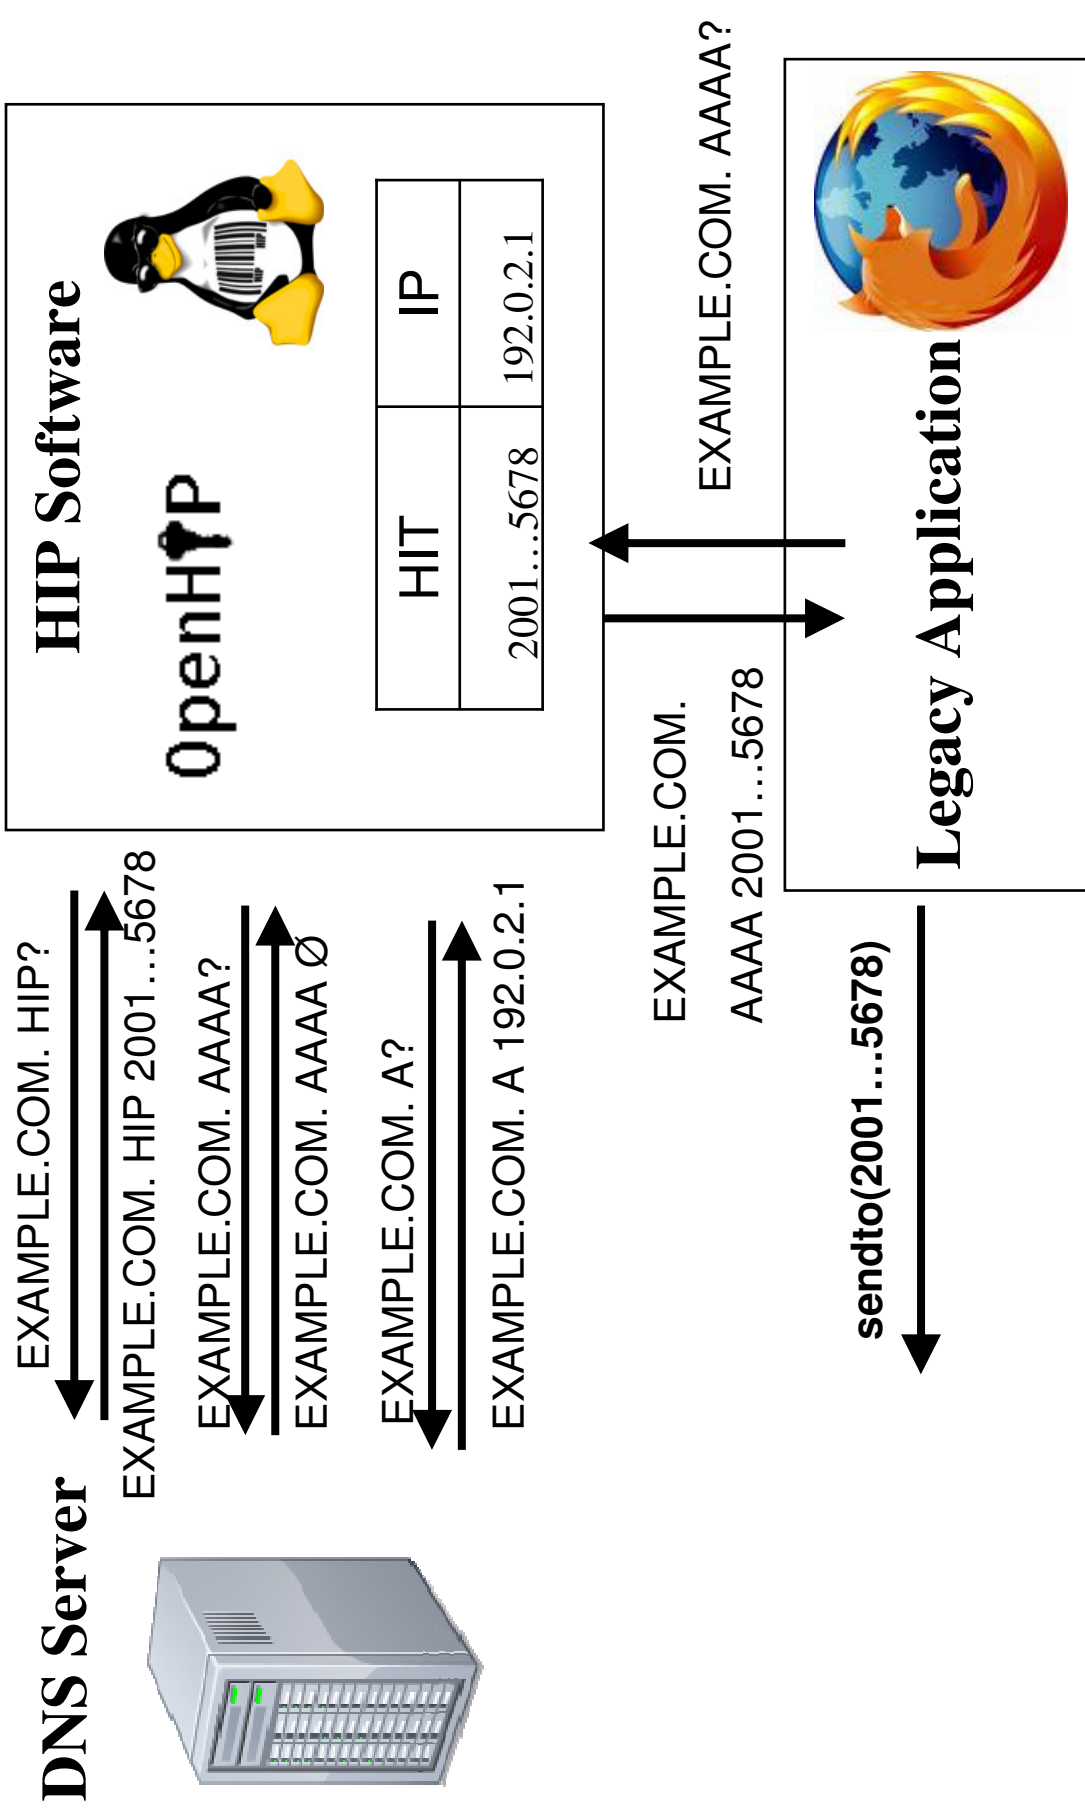 DNS Server
EXAMPLE.COM. HIP?
EXAMPLE.COM. HIP 2001...5678
EXAMPLE.COM. AAAA?
EXAMPLE.COM. AAAA Ø
EXAMPLE.COM. A?
EXAMPLE.COM. A 192.0.2.1
HIP Software
OpenHIP
HIP
HIP
HIT
IP
2001...5678
192.0.2.1
EXAMPLE.COM.
AAAA 2001...5678
EXAMPLE.COM. AAAA?
sendto(2001...5678)
Legacy Application